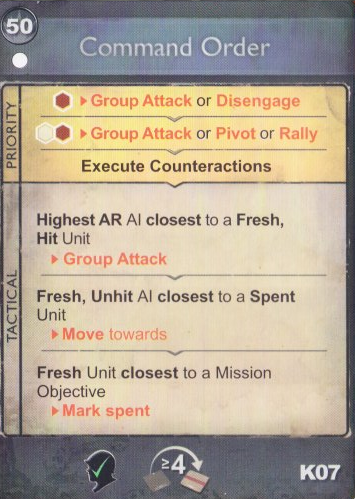 50
Command Order
PRIORITY
Group Attack or Disengage
Group Attack or Pivot or Rally
Execute Counteractions
TACTICAL
Highest AR AI closest to a Fresh,
Hit Unit
Group Attack
Fresh, Unhit AI closest to a Spent
Unit
Move towards
Fresh Unit closest to a Mission
Objective
Mark spent
≥4
K07